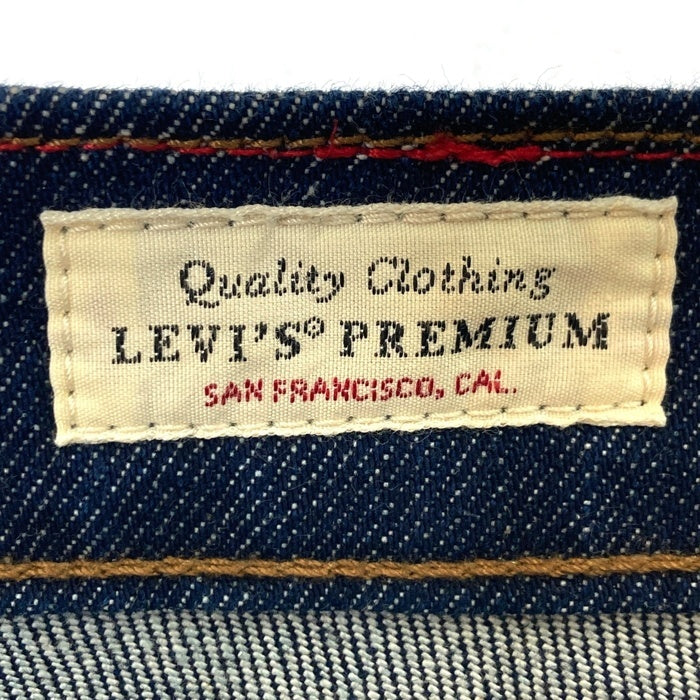 Quality Clothing
LEVI'S® PREMIUM
SAN FRANCISCO, CAL.